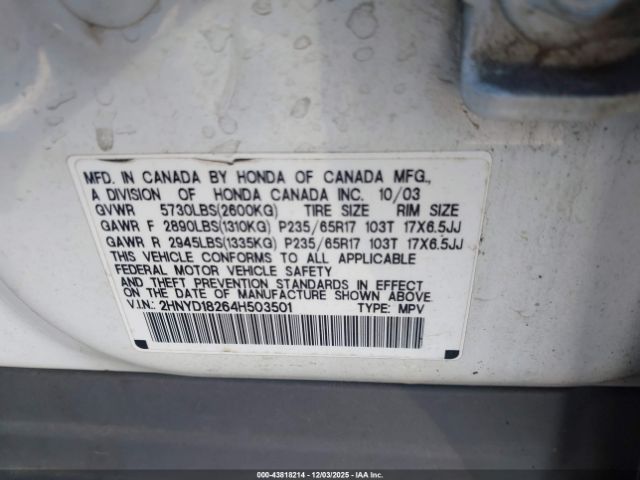 MFD. IN CANADA BY HONDA OF CANADA MFG.,
A DIVISION OF HONDA CANADA INC. 10/03
GVWR 5730LBS(2600KG) TIRE SIZE RIM SIZE
GAWR F 2890LBS(1310KG) P235/65R17 103T 17X6.5JJ
GAWR R 2945LBS(1335KG) P235/65R17 103T 17X6.5JJ
THIS VEHICLE CONFORMS TO ALL APPLICABLE
FEDERAL MOTOR VEHICLE SAFETY
AND THEFT PREVENTION STANDARDS IN EFFECT
ON THE DATE OF MANUFACTURE SHOWN ABOVE.
V.I.N.: 2HNYD18264H503501 TYPE: MPV
000-43818214 - 12/03/2025 - IAA Inc.